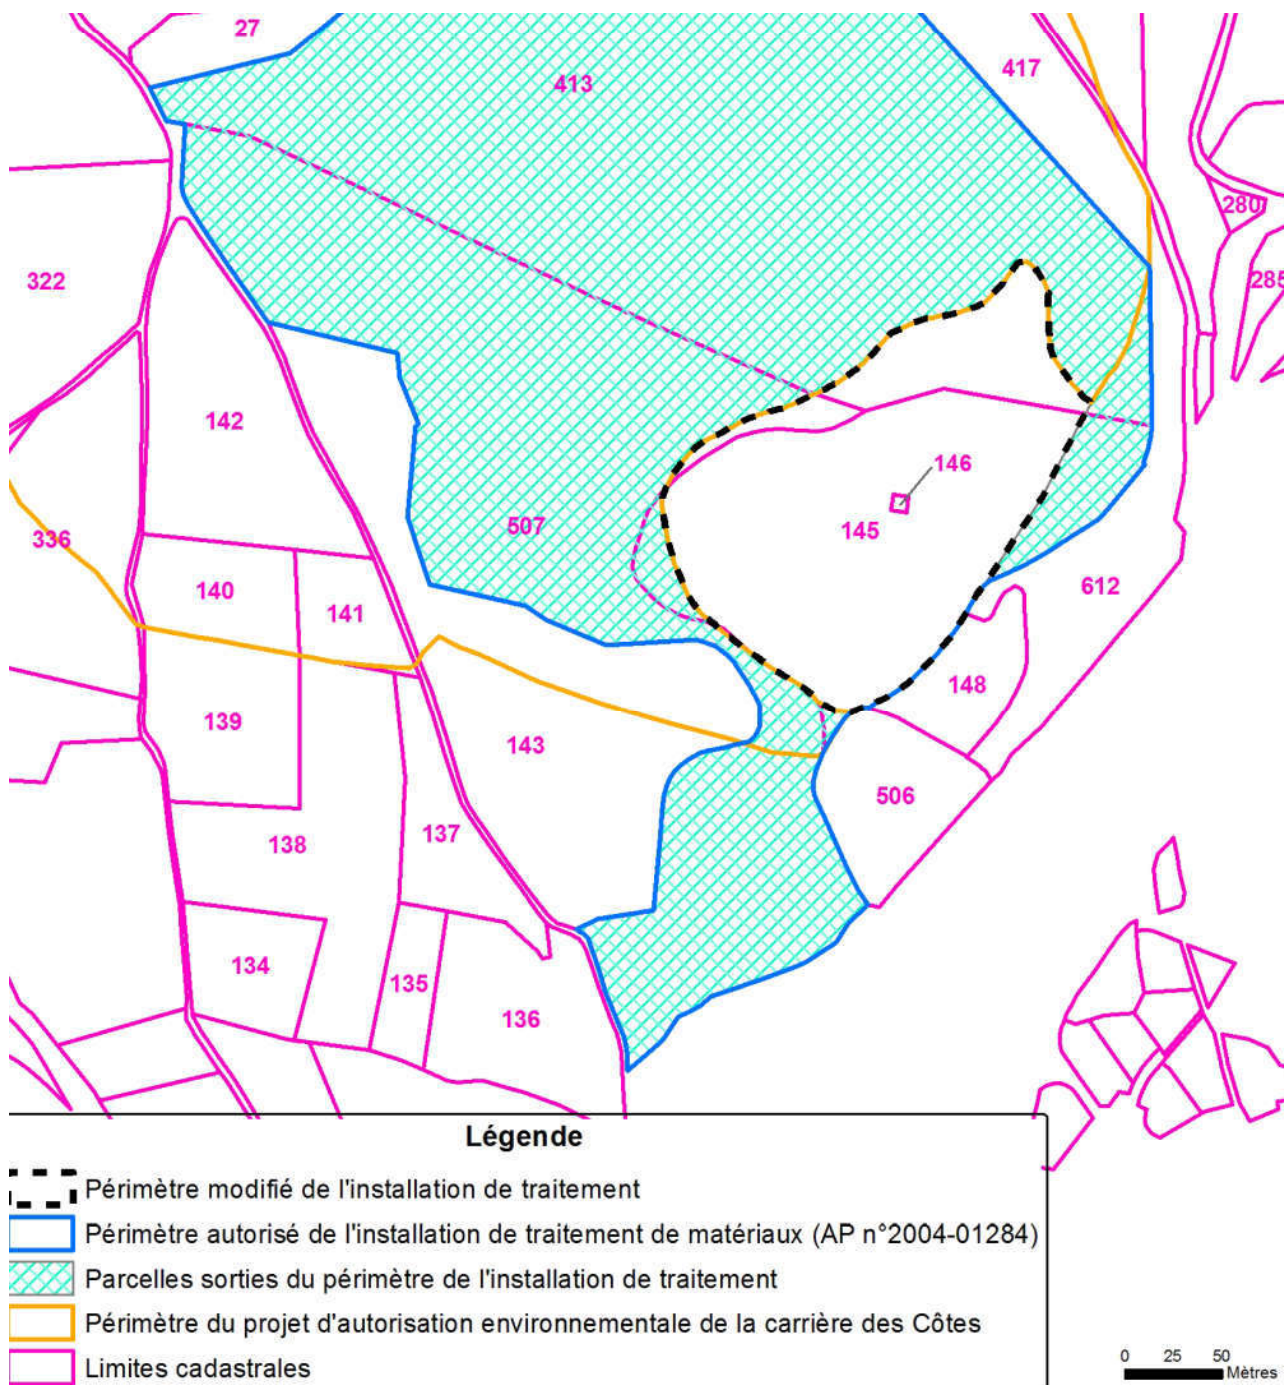 27
413
417
280
322
285
142
146
507
145
336
140
141
612
148
139
143
506
137
138
134
135
136
Légende
Périmètre modifié de l'installation de traitement
Périmètre autorisé de l'installation de traitement de matériaux (AP n°2004-01284)
Parcelles sorties du périmètre de l'installation de traitement
Périmètre du projet d'autorisation environnementale de la carrière des Côtes
Limites cadastrales
0 25 50
Mètres